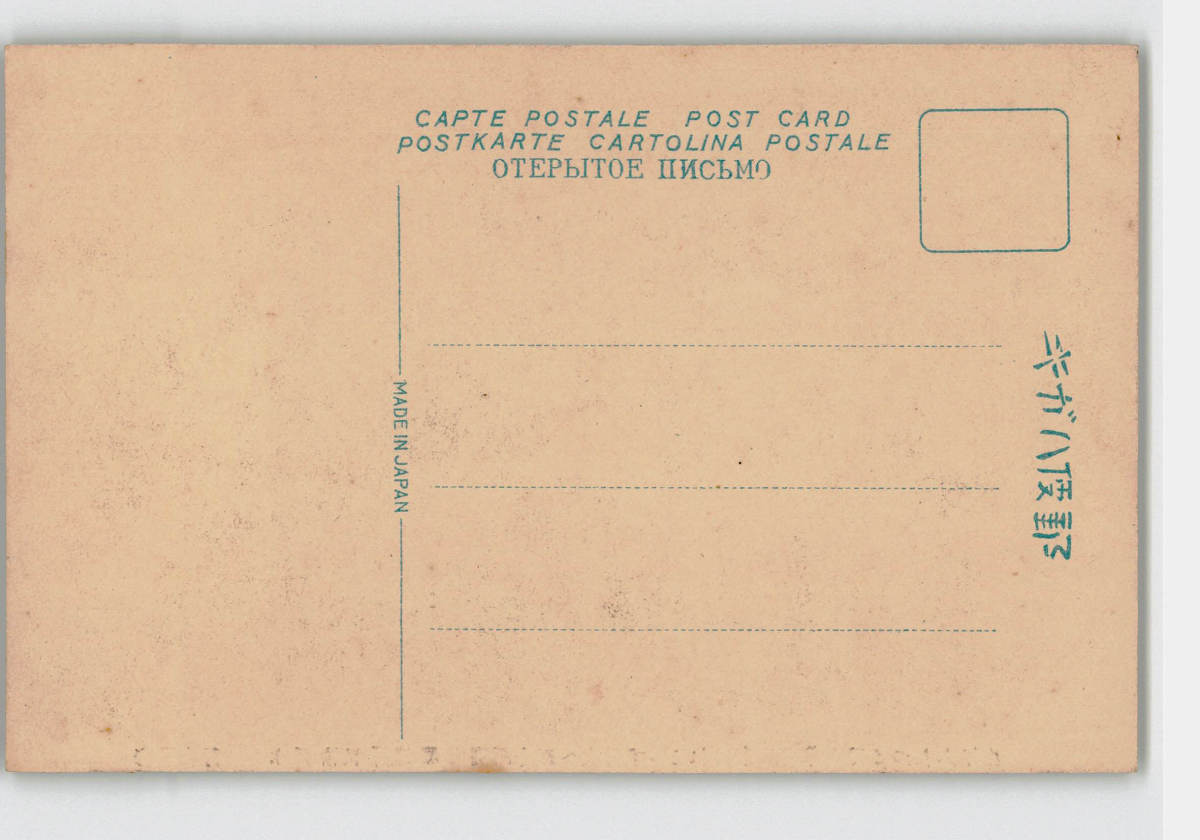 CAPTE POSTALE POST CARD
POSTKARTE CARTOLINA POSTALE
ОТЕРЫТОЕ ПИСЬМО
MADE IN JAPAN
キガハ便郵